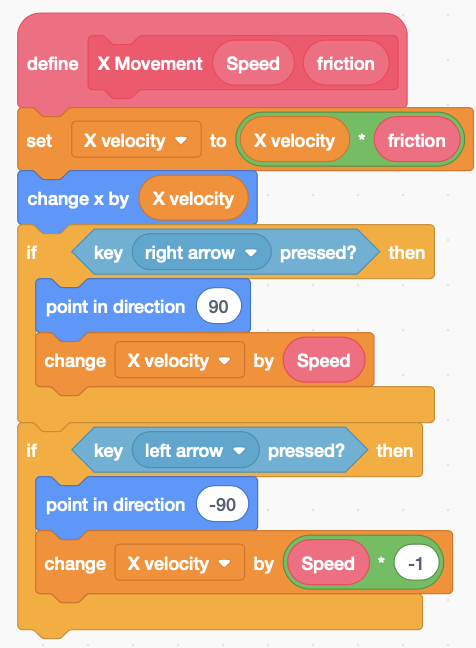 define X Movement Speed friction
set X velocity to X velocity * friction
change x by X velocity
if key right arrow pressed? then
point in direction 90
change X velocity by Speed
if key left arrow pressed? then
point in direction -90
change X velocity by Speed * -1